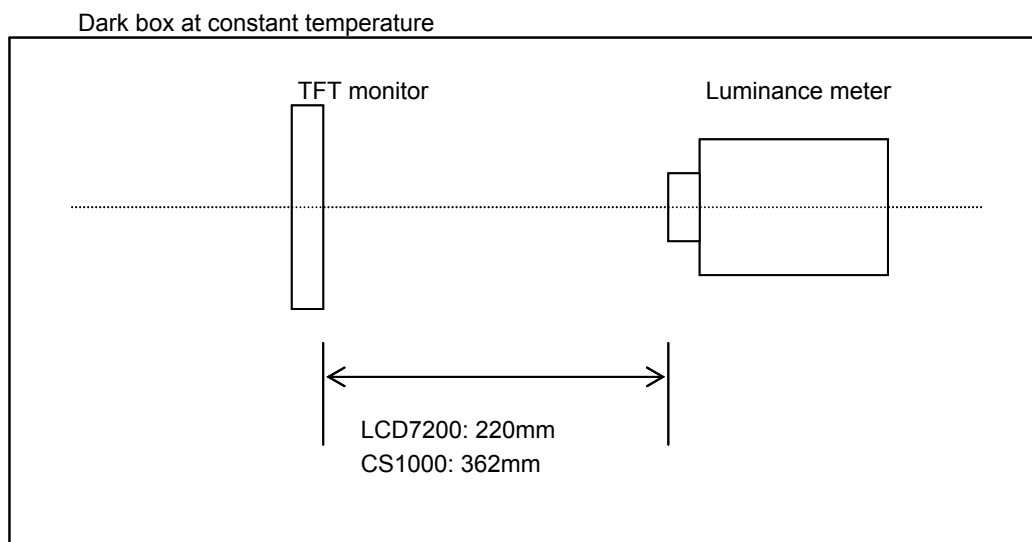 Dark box at constant temperature
TFT monitor
Luminance meter
LCD7200: 220mm
CS1000: 362mm